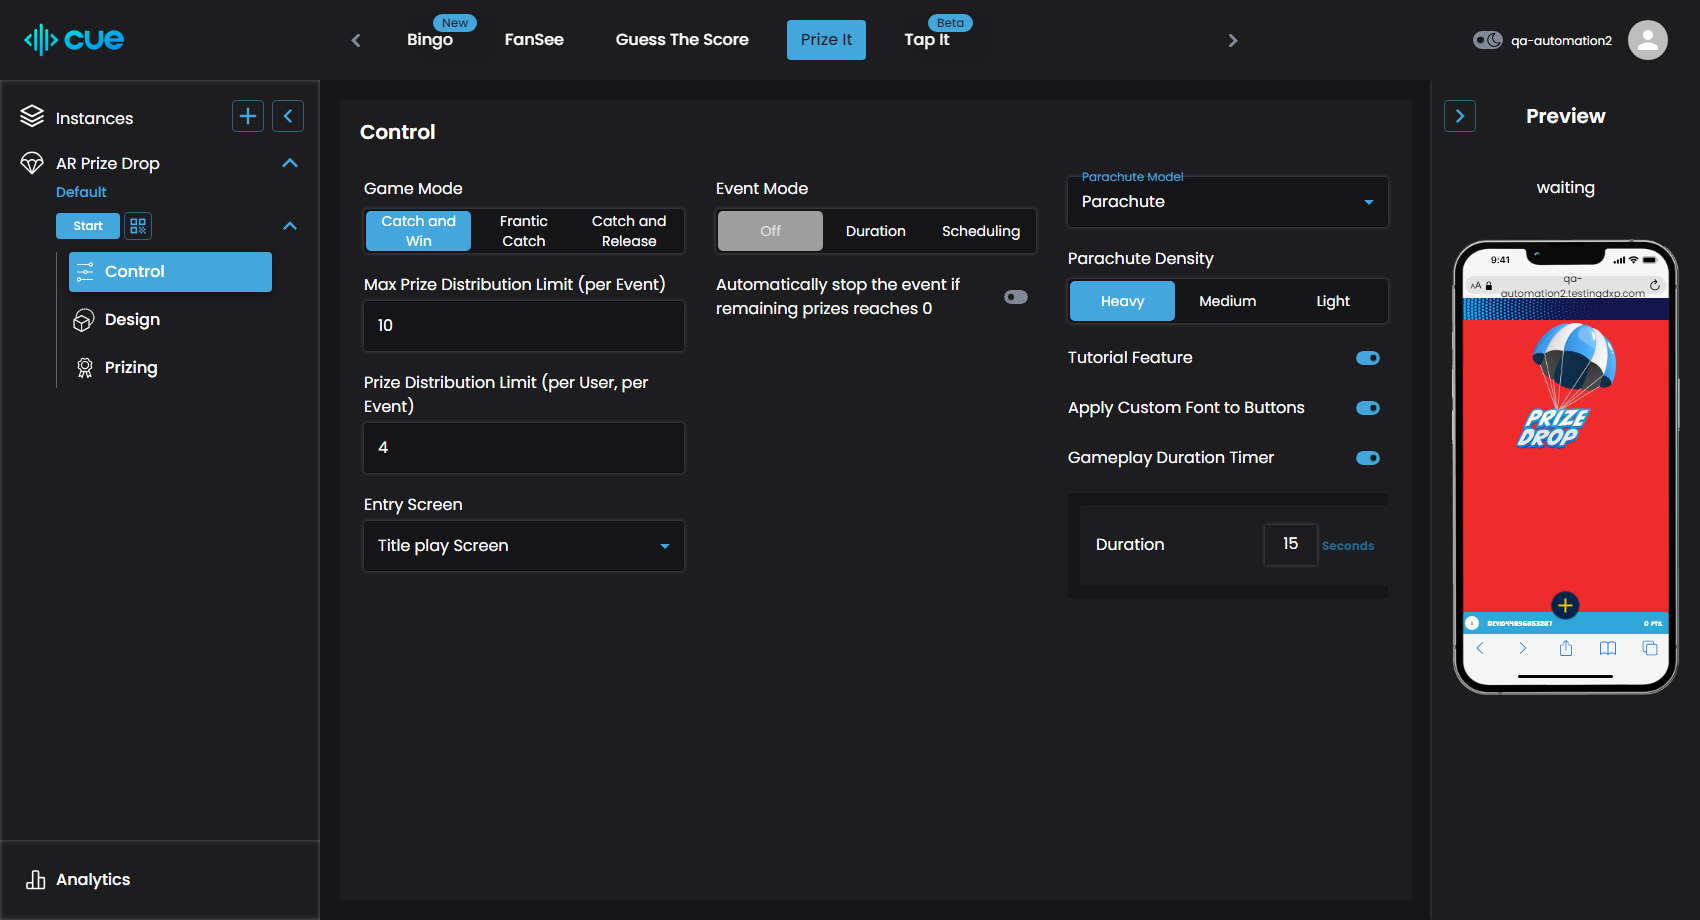 cue
New
Bingo
FanSee
Guess The Score
Prize It
Beta
Tap It
qa-automation2
Instances
AR Prize Drop
Default
Start
Control
Design
Prizing
Analytics
Control
Game Mode
Catch and
Win
Frantic
Catch
Catch and
Release
Max Prize Distribution Limit (per Event)
10
Prize Distribution Limit (per User, per
Event)
4
Entry Screen
Title play Screen
Event Mode
Off
Duration
Scheduling
Automatically stop the event if
remaining prizes reaches 0
Parachute Model
Parachute
Parachute Density
Heavy
Medium
Light
Tutorial Feature
Apply Custom Font to Buttons
Gameplay Duration Timer
Duration
15
Seconds
Preview
waiting
9:41
AA
qa-
automation2.testingdxp.com
PRIZE
DROP
0 PTS.